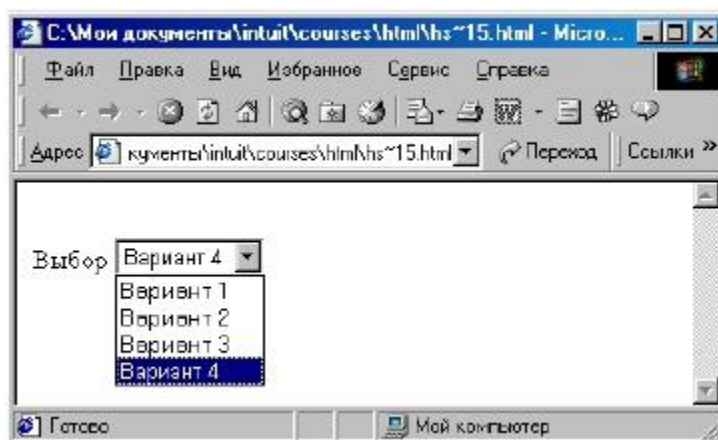 C:\Мои документы\intuit\courses\html\hs~15.html - Micro...
Файл Правка Вид Избранное Сервис Справка
Адрес кументы\intuit\courses\html\hs~15.html Переход Ссылки »
Выбор Вариант 4
Вариант 1
Вариант 2
Вариант 3
Вариант 4
Готово Мой компьютер